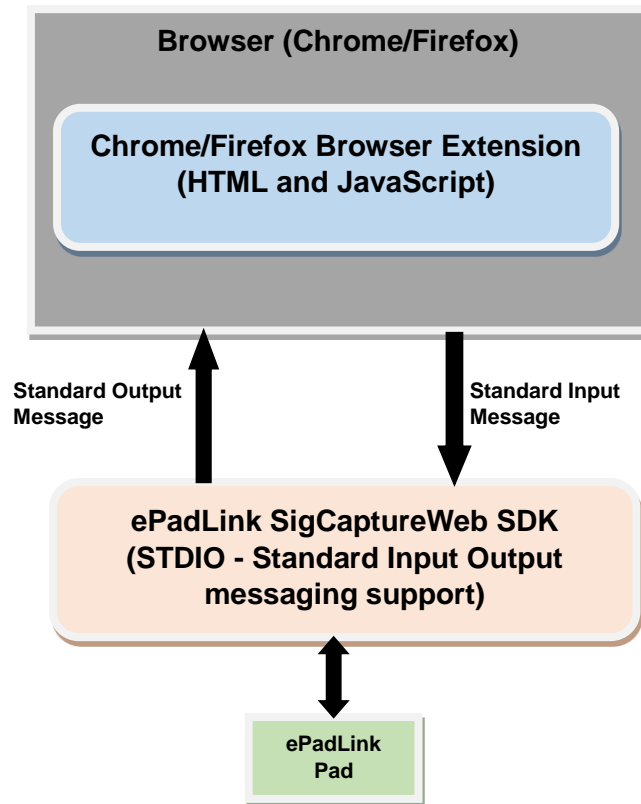 Browser (Chrome/Firefox)
Chrome/Firefox Browser Extension
(HTML and JavaScript)
Standard Output
Message
Standard Input
Message
ePadLink SigCaptureWeb SDK
(STDIO - Standard Input Output
messaging support)
ePadLink
Pad